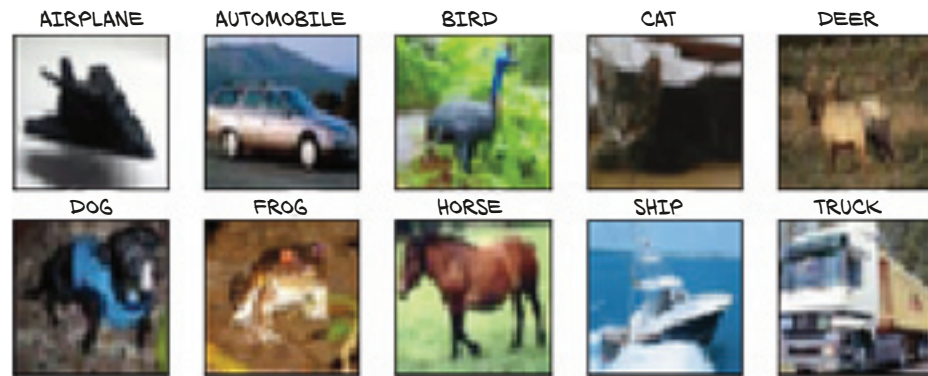 AIRPLANE AUTOMOBILE BIRD CAT DEER
DOG FROG HORSE SHIP TRUCK